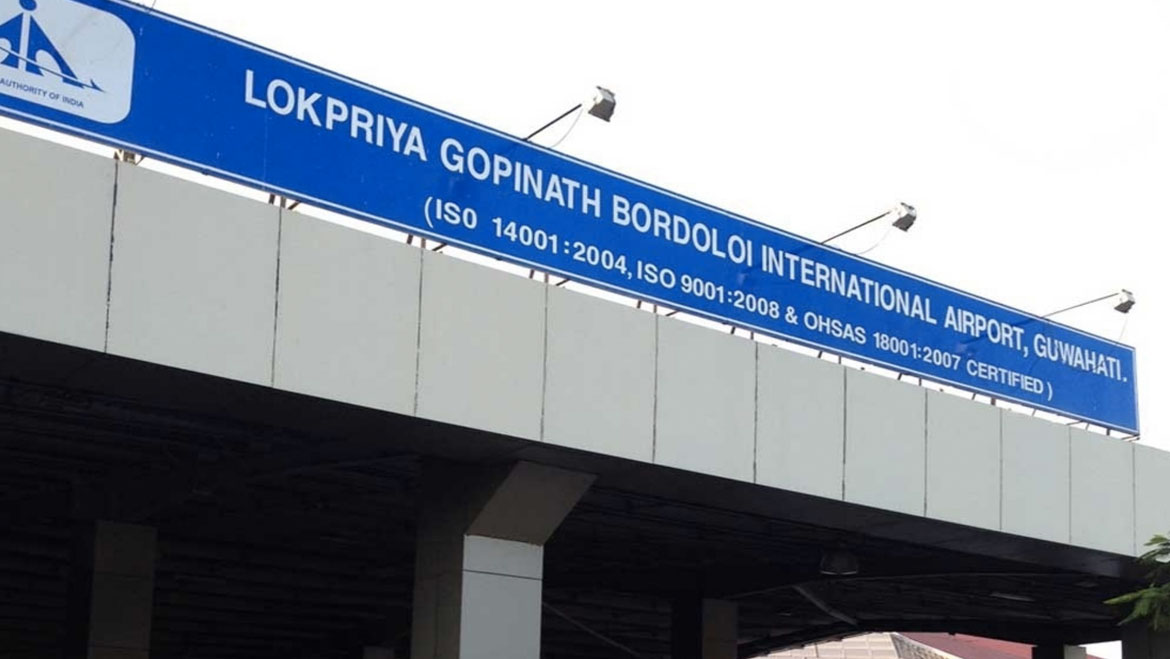 AUTHORITY OF INDIA
LOKPRIYA GOPINATH BORDOLOI INTERNATIONAL AIRPORT, GUWAHATI.
(ISO 14001:2004, ISO 9001:2008 & OHSAS 18001:2007 CERTIFIED)